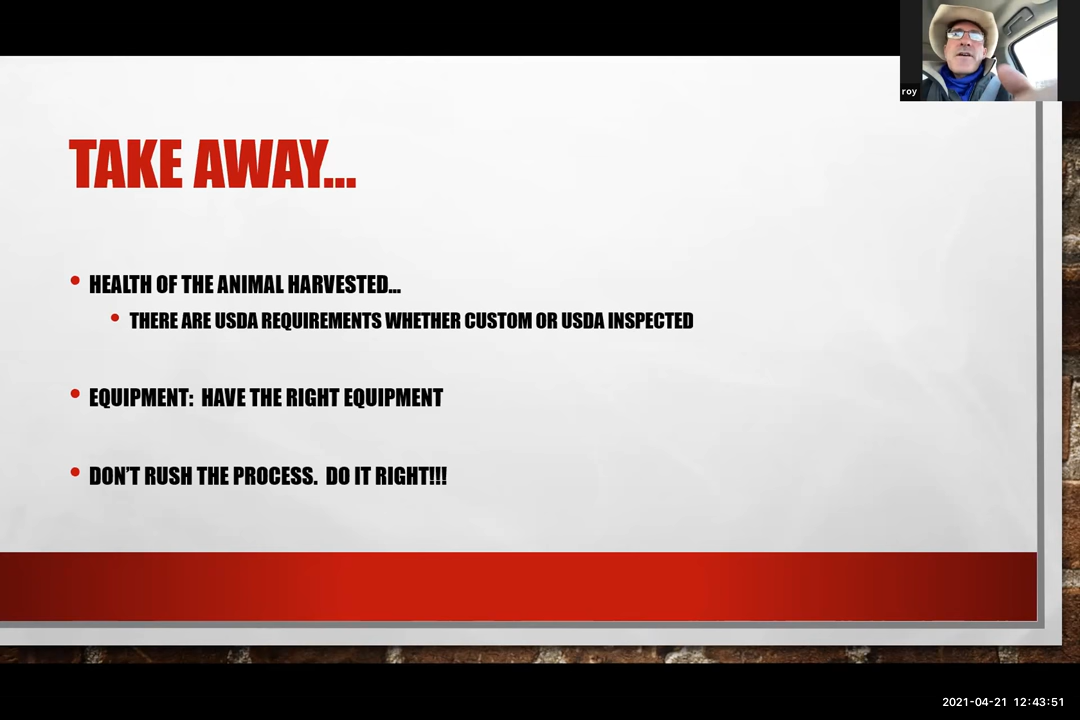 roy
TAKE AWAY...
• HEALTH OF THE ANIMAL HARVESTED...
• THERE ARE USDA REQUIREMENTS WHETHER CUSTOM OR USDA INSPECTED
• EQUIPMENT:  HAVE THE RIGHT EQUIPMENT
• DON'T RUSH THE PROCESS.  DO IT RIGHT!!!
2021-04-21 12:43:51